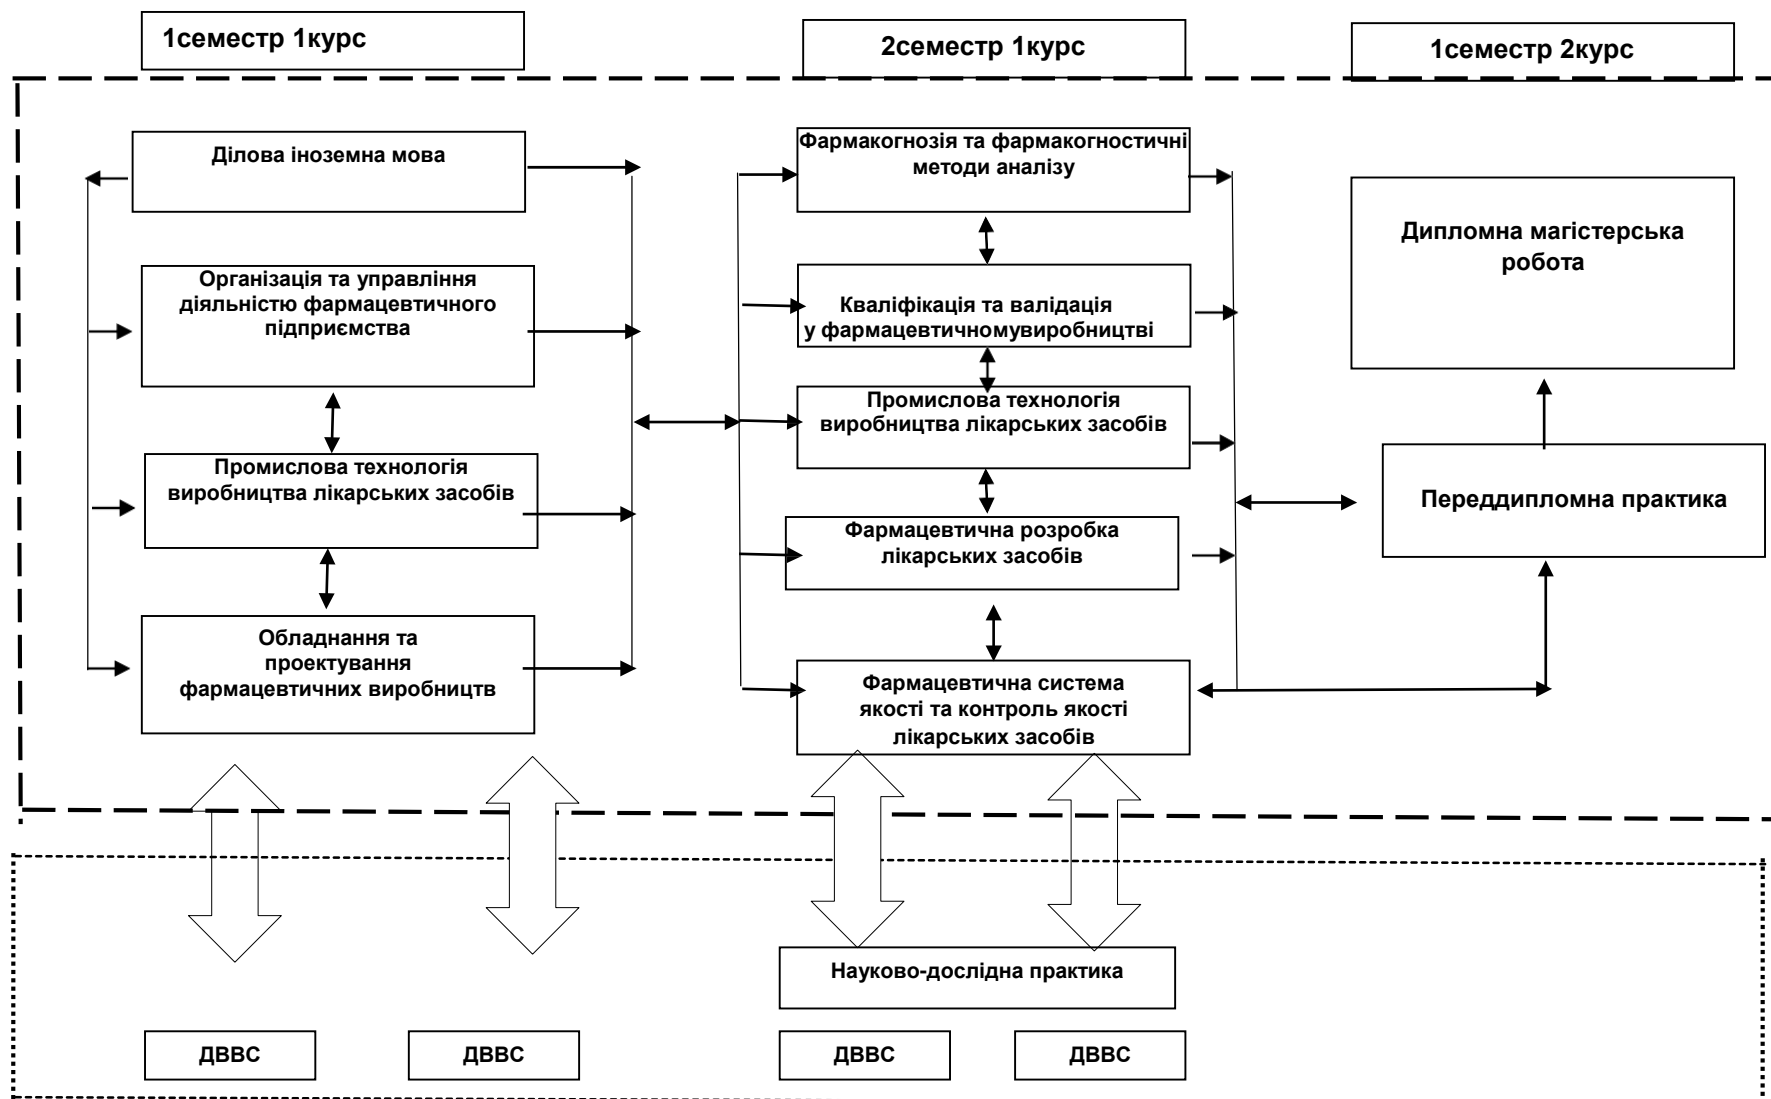 1семестр 1курс
2семестр 1курс
1семестр 2курс
Ділова іноземна мова
Організація та управління
діяльністю фармацевтичного
підприємства
Промислова технологія
виробництва лікарських засобів
Обладнання та
проектування
фармацевтичних виробництв
Фармакогнозія та фармакогностичні
методи аналізу
Кваліфікація та валідація
у фармацевтичномувиробництві
Промислова технологія
виробництва лікарських засобів
Фармацевтична розробка
лікарських засобів
Фармацевтична система
якості та контроль якості
лікарських засобів
Дипломна магістерська
робота
Переддипломна практика
Науково-дослідна практика
ДВВС
ДВВС
ДВВС
ДВВС